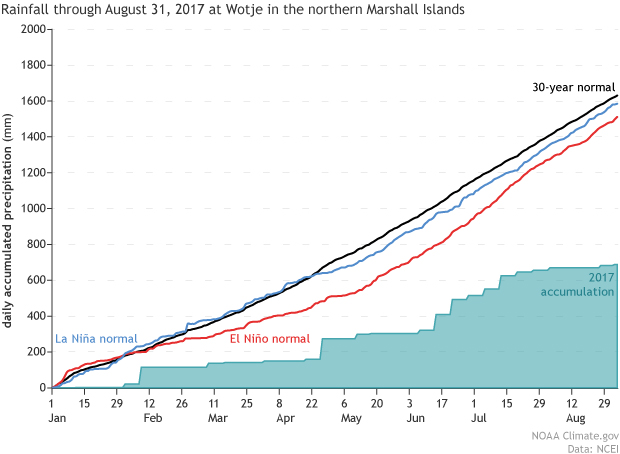 Rainfall through August 31, 2017 at Wotje in the northern Marshall Islands
daily accumulated precipitation (mm)
2000
1800
1600
1400
1200
1000
800
600
400
200
0
30-year normal
La Niña normal
El Niño normal
2017
accumulation
1 15 29 12 26 11 25 8 22 6 20 3 17 1 15 29 12 29
Jan Feb Mar Apr May Jun Jul Aug
NOAA Climate.gov
Data: NCEI